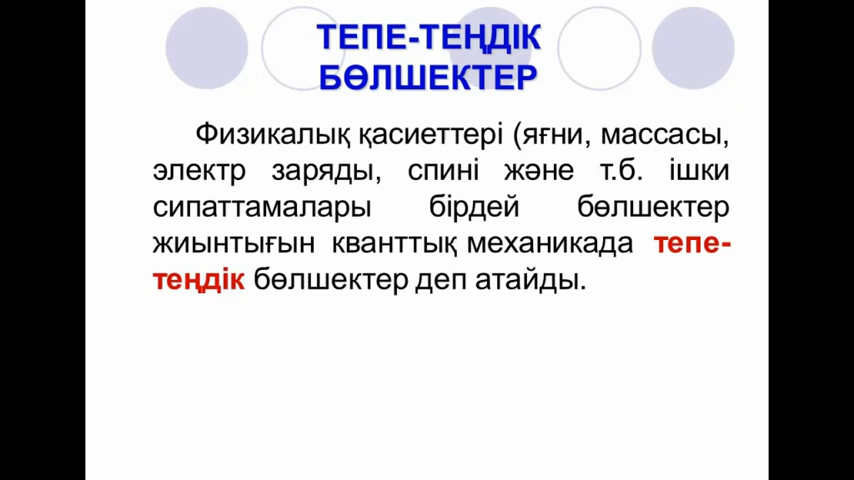 ТЕПЕ-ТЕҢДІК
БӨЛШЕКТЕР
Физикалық қасиеттері (яғни, массасы,
электр заряды, спині және т.б. ішки
сипаттамалары бірдей бөлшектер
жиынтығын кванттық механикада тепе-
теңдік бөлшектер деп атайды.